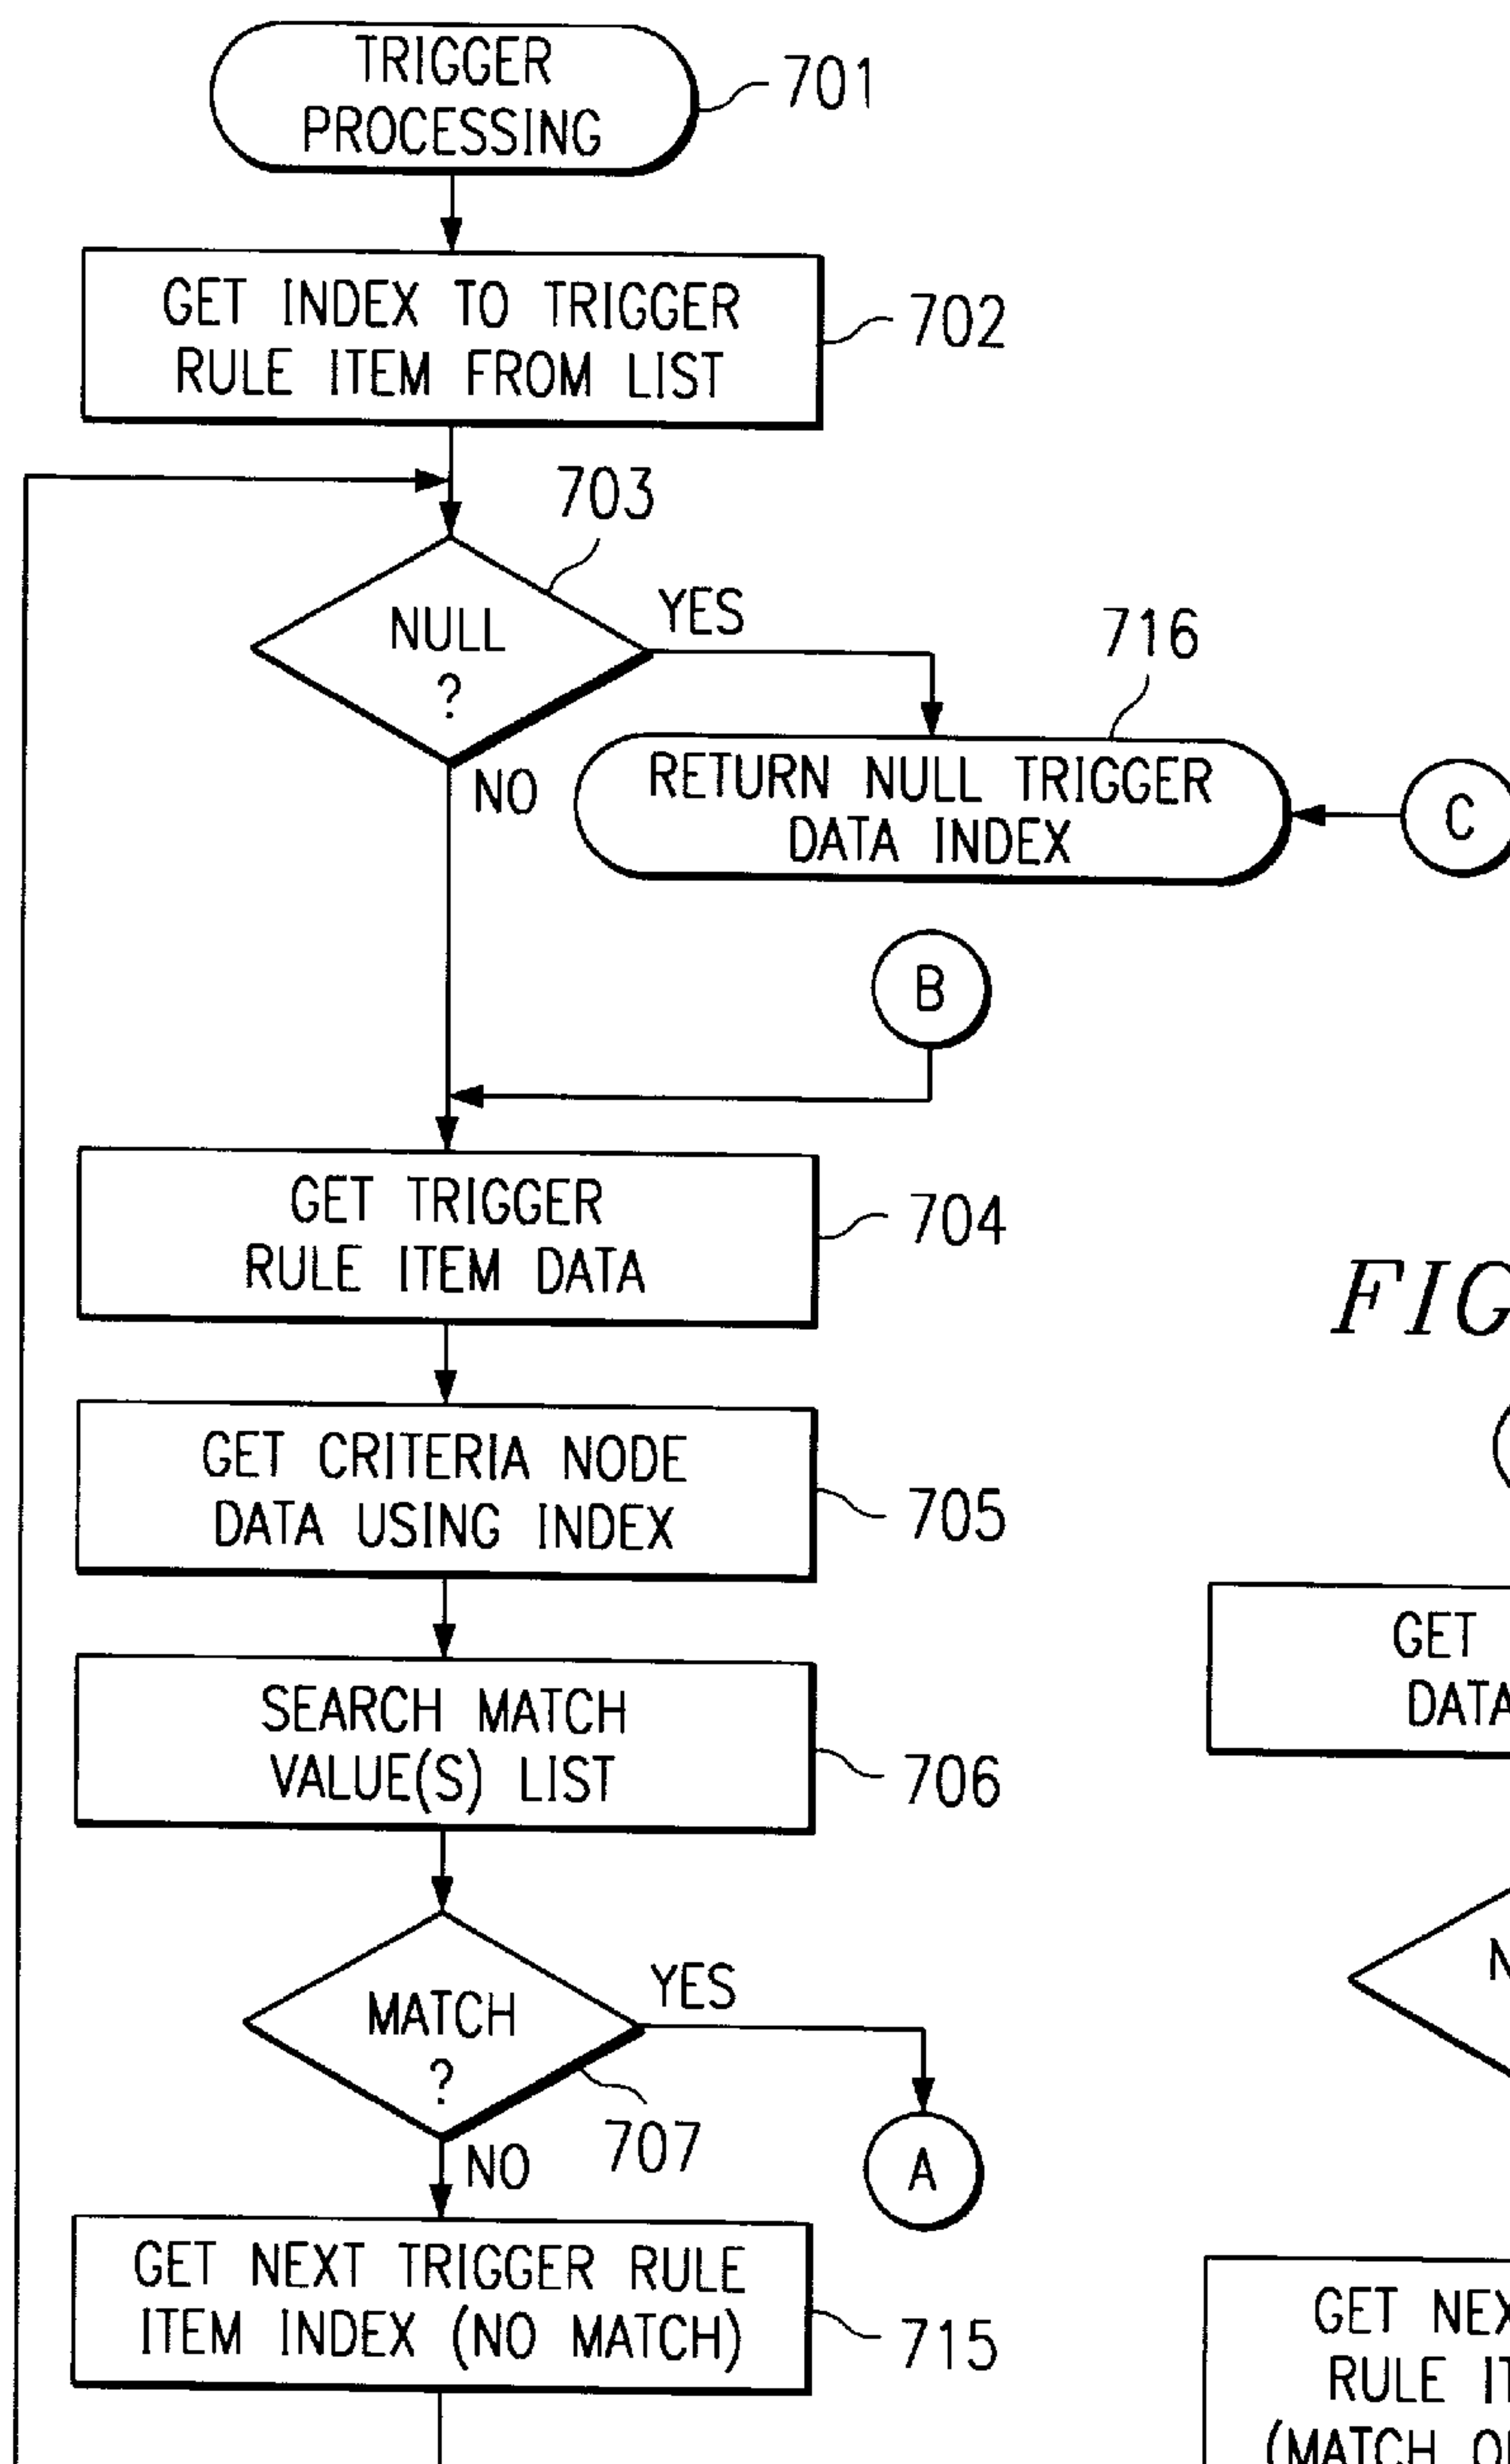 TRIGGER
PROCESSING
701
GET INDEX TO TRIGGER
RULE ITEM FROM LIST
702
703
NULL
?
YES
NO
716
RETURN NULL TRIGGER
DATA INDEX
C
B
GET TRIGGER
RULE ITEM DATA
704
GET CRITERIA NODE
DATA USING INDEX
705
SEARCH MATCH
VALUE(S) LIST
706
MATCH
?
YES
NO
707
A
GET NEXT TRIGGER RULE
ITEM INDEX (NO MATCH)
715
FIG
GET
DATA
GET
RULE
(MATCH